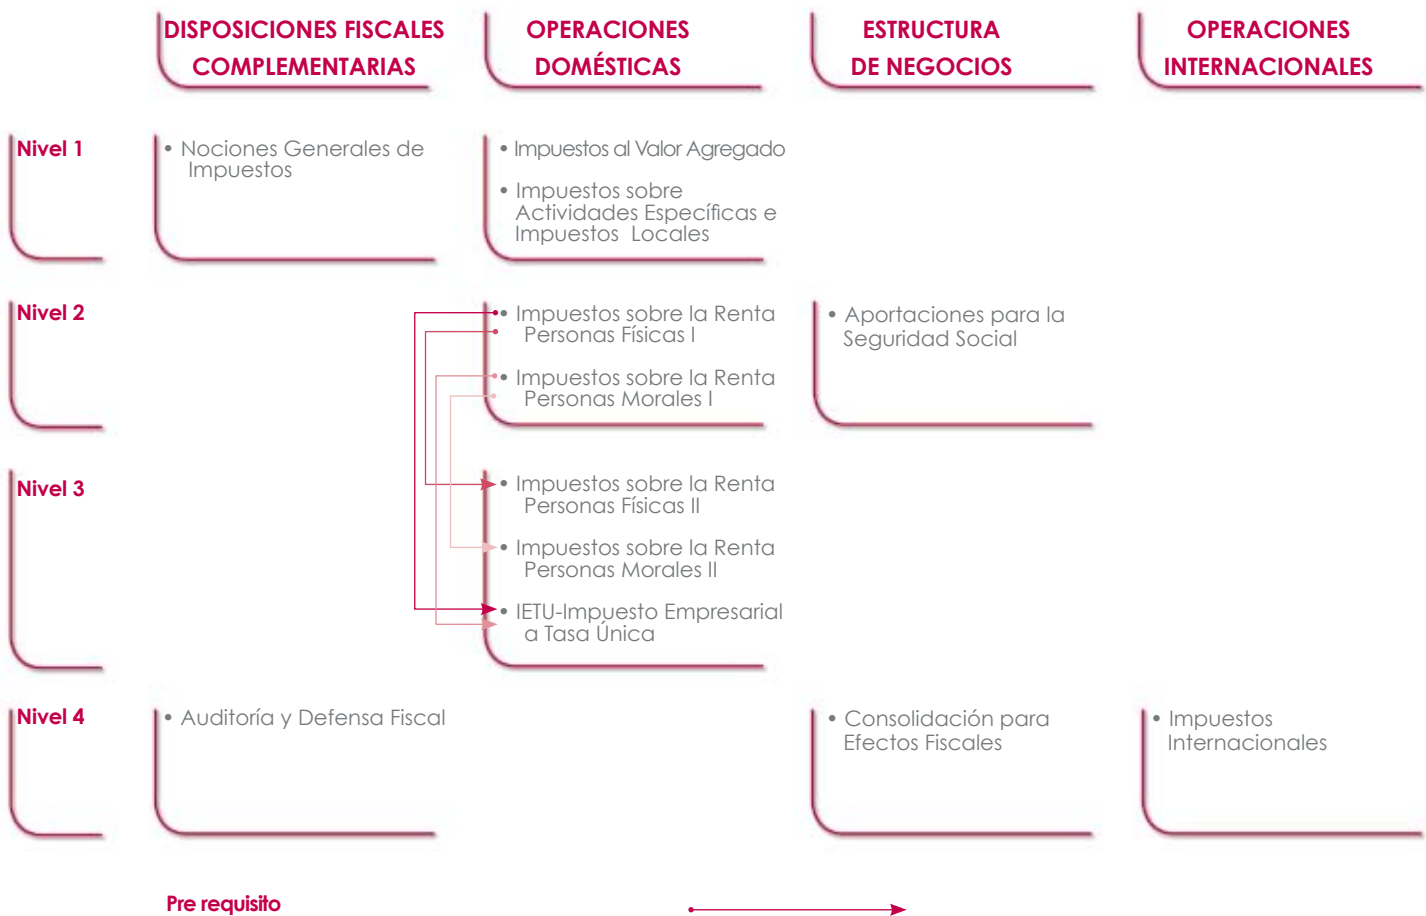 DISPOSICIONES FISCALES
COMPLEMENTARIAS
OPERACIONES
DOMÉSTICAS
ESTRUCTURA
DE NEGOCIOS
OPERACIONES
INTERNACIONALES
Nivel 1
• Nociones Generales de
Impuestos
• Impuestos al Valor Agregado
• Impuestos sobre
Actividades Específicas e
Impuestos Locales
Nivel 2
• Impuestos sobre la Renta
Personas Físicas I
• Impuestos sobre la Renta
Personas Morales I
• Aportaciones para la
Seguridad Social
Nivel 3
• Impuestos sobre la Renta
Personas Físicas II
• Impuestos sobre la Renta
Personas Morales II
• IETU-Impuesto Empresarial
a Tasa Única
Nivel 4
• Auditoría y Defensa Fiscal
• Consolidación para
Efectos Fiscales
• Impuestos
Internacionales
Pre requisito